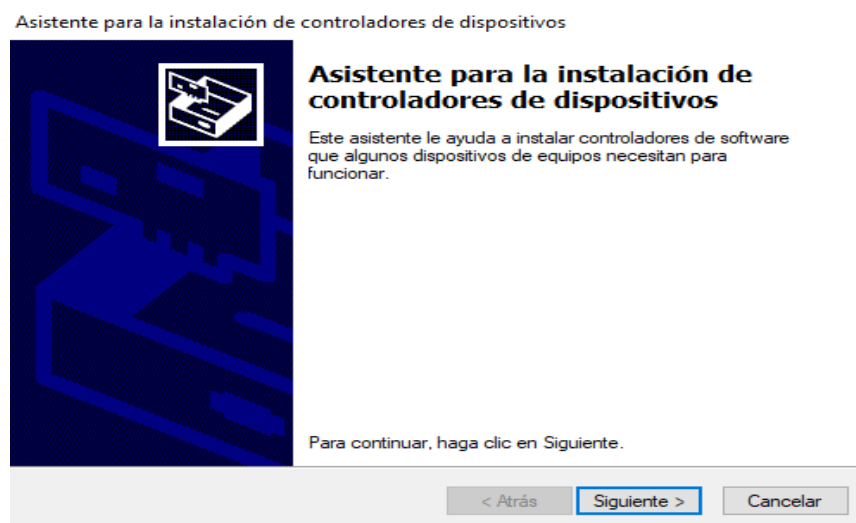 Asistente para la instalación de controladores de dispositivos
Asistente para la instalación de
controladores de dispositivos
Este asistente le ayuda a instalar controladores de software
que algunos dispositivos de equipos necesitan para
funcionar.
Para continuar, haga clic en Siguiente.
< Atrás
Siguiente >
Cancelar